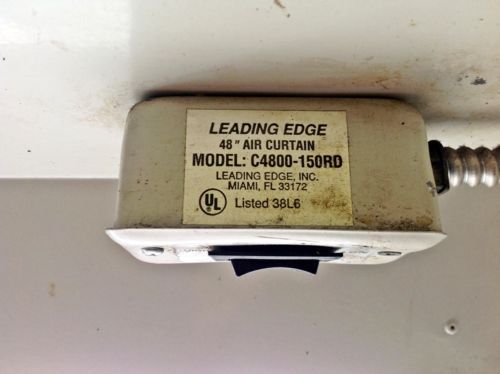 LEADING EDGE
48" AIR CURTAIN
MODEL: C4800-150RD
LEADING EDGE, INC.
MIAMI, FL 33172
UL Listed 38L6